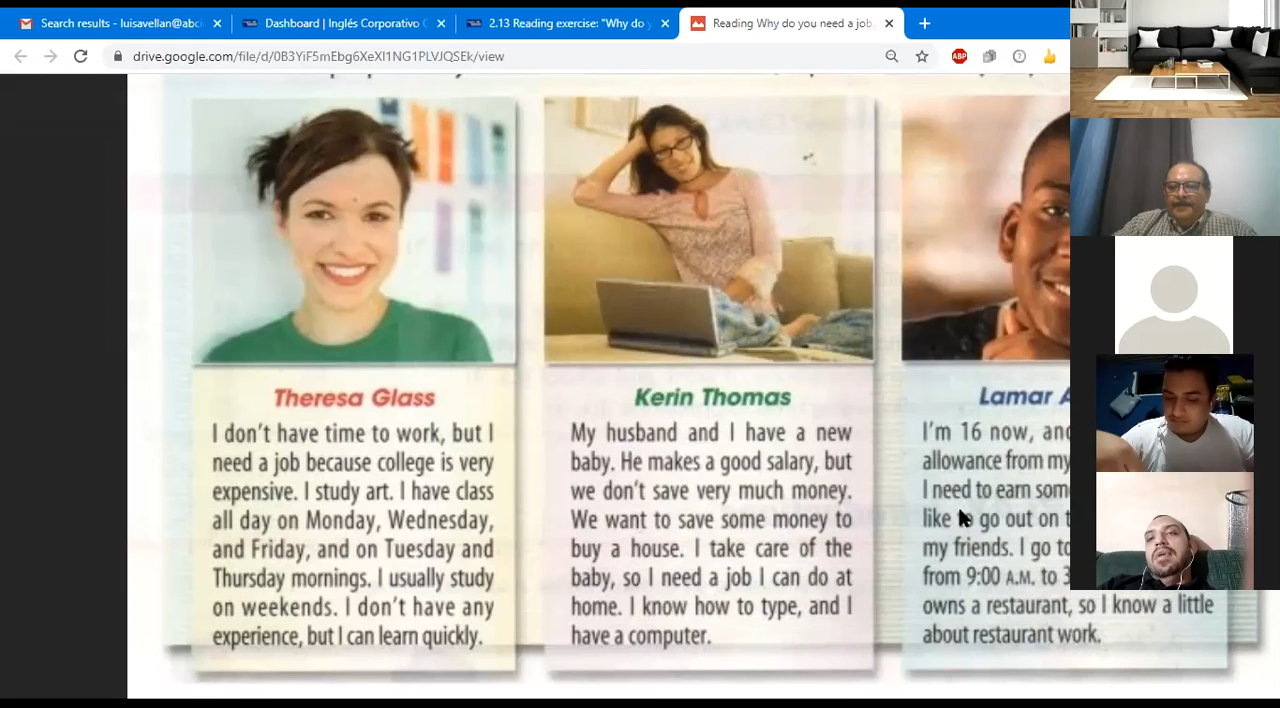 Search results - luisavellan@abc
Dashboard | Inglés Corporativo
2.13 Reading exercise: "Why do y
Reading Why do you need a job.
drive.google.com/file/d/0B3YiF5mEbg6XeXl1NG1PLVJQSEk/view
ABP
Theresa Glass
I don't have time to work, but I
need a job because college is very
expensive. I study art. I have class
all day on Monday, Wednesday,
and Friday, and on Tuesday and
Thursday mornings. I usually study
on weekends. I don't have any
experience, but I can learn quickly.
Kerin Thomas
My husband and I have a new
baby. He makes a good salary, but
we don't save very much money.
We want to save some money to
buy a house. I take care of the
baby, so I need a job I can do at
home. I know how to type, and I
have a computer.
Lamar A
I'm 16 now, and
allowance from my
I need to earn som
like to go out on t
my friends. I go to
from 9:00 A.M. to 3
owns a restaurant, so I know a little
about restaurant work.